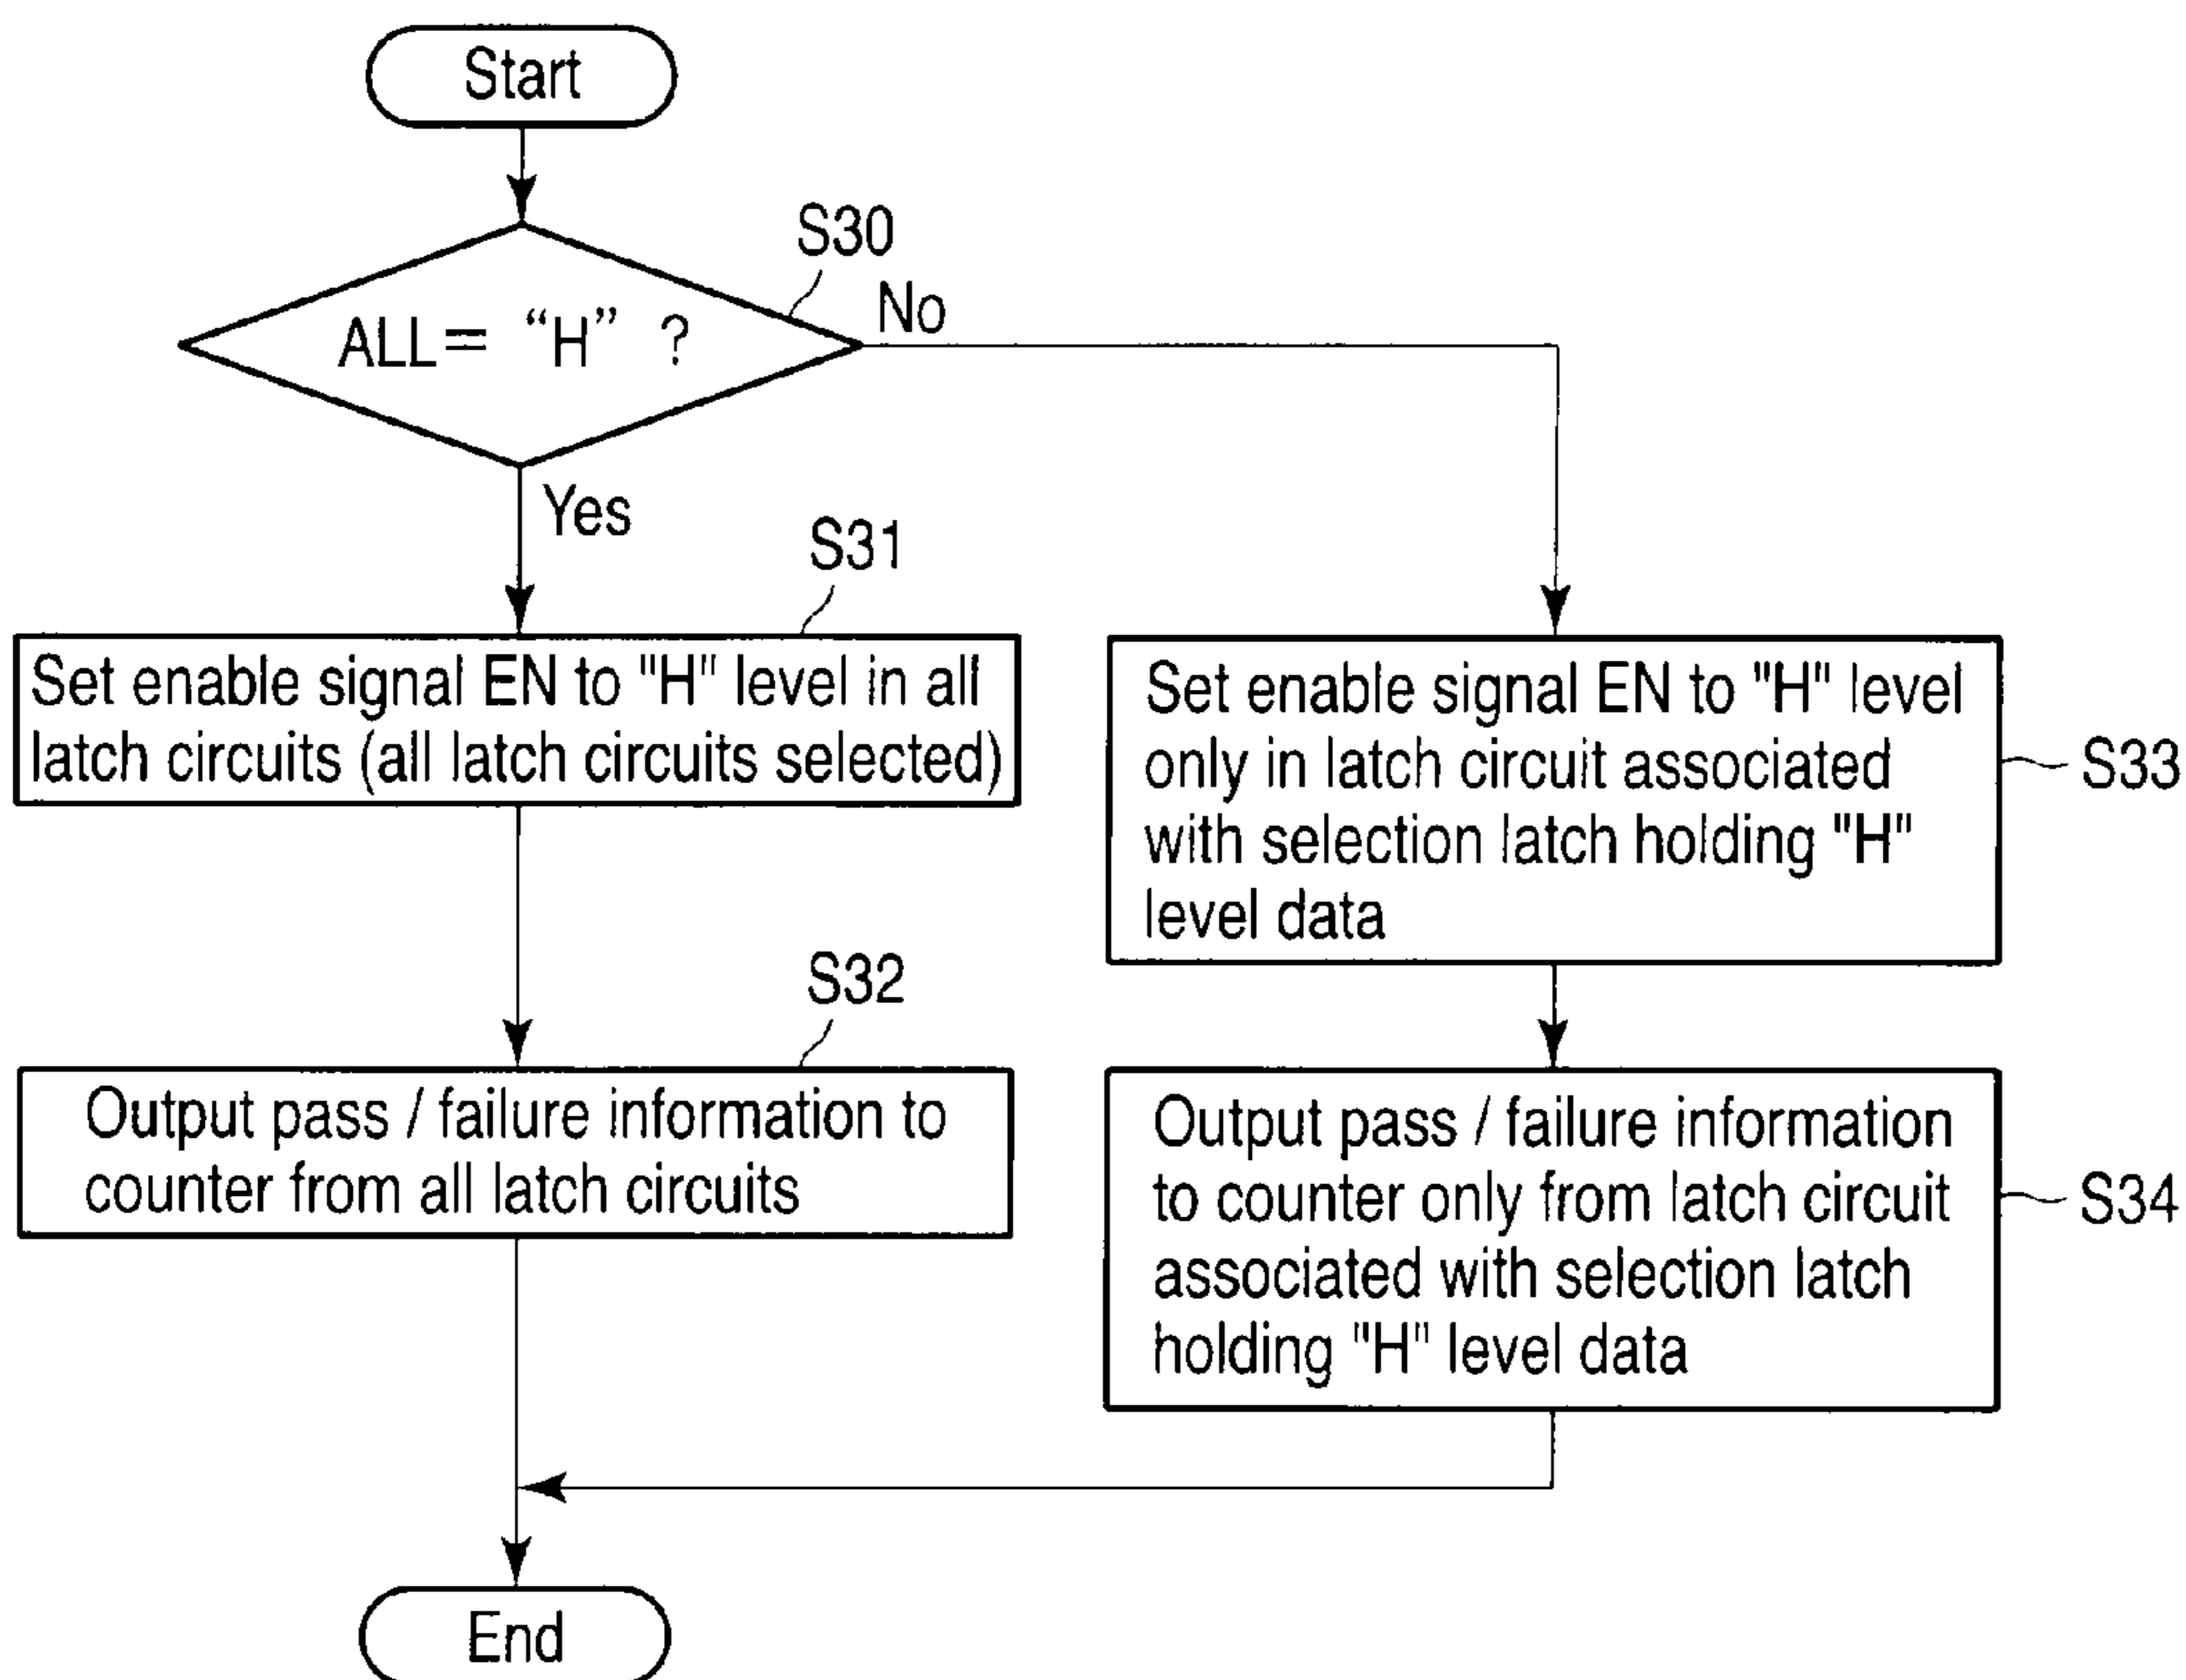 Start
S30
ALL= “H” ?
No
Yes
S31
Set enable signal EN to "H" level in all
latch circuits (all latch circuits selected)
S32
Output pass / failure information to
counter from all latch circuits
Set enable signal EN to "H" level
only in latch circuit associated
with selection latch holding "H"
level data
S33
Output pass / failure information
to counter only from latch circuit
associated with selection latch
holding "H" level data
S34
End